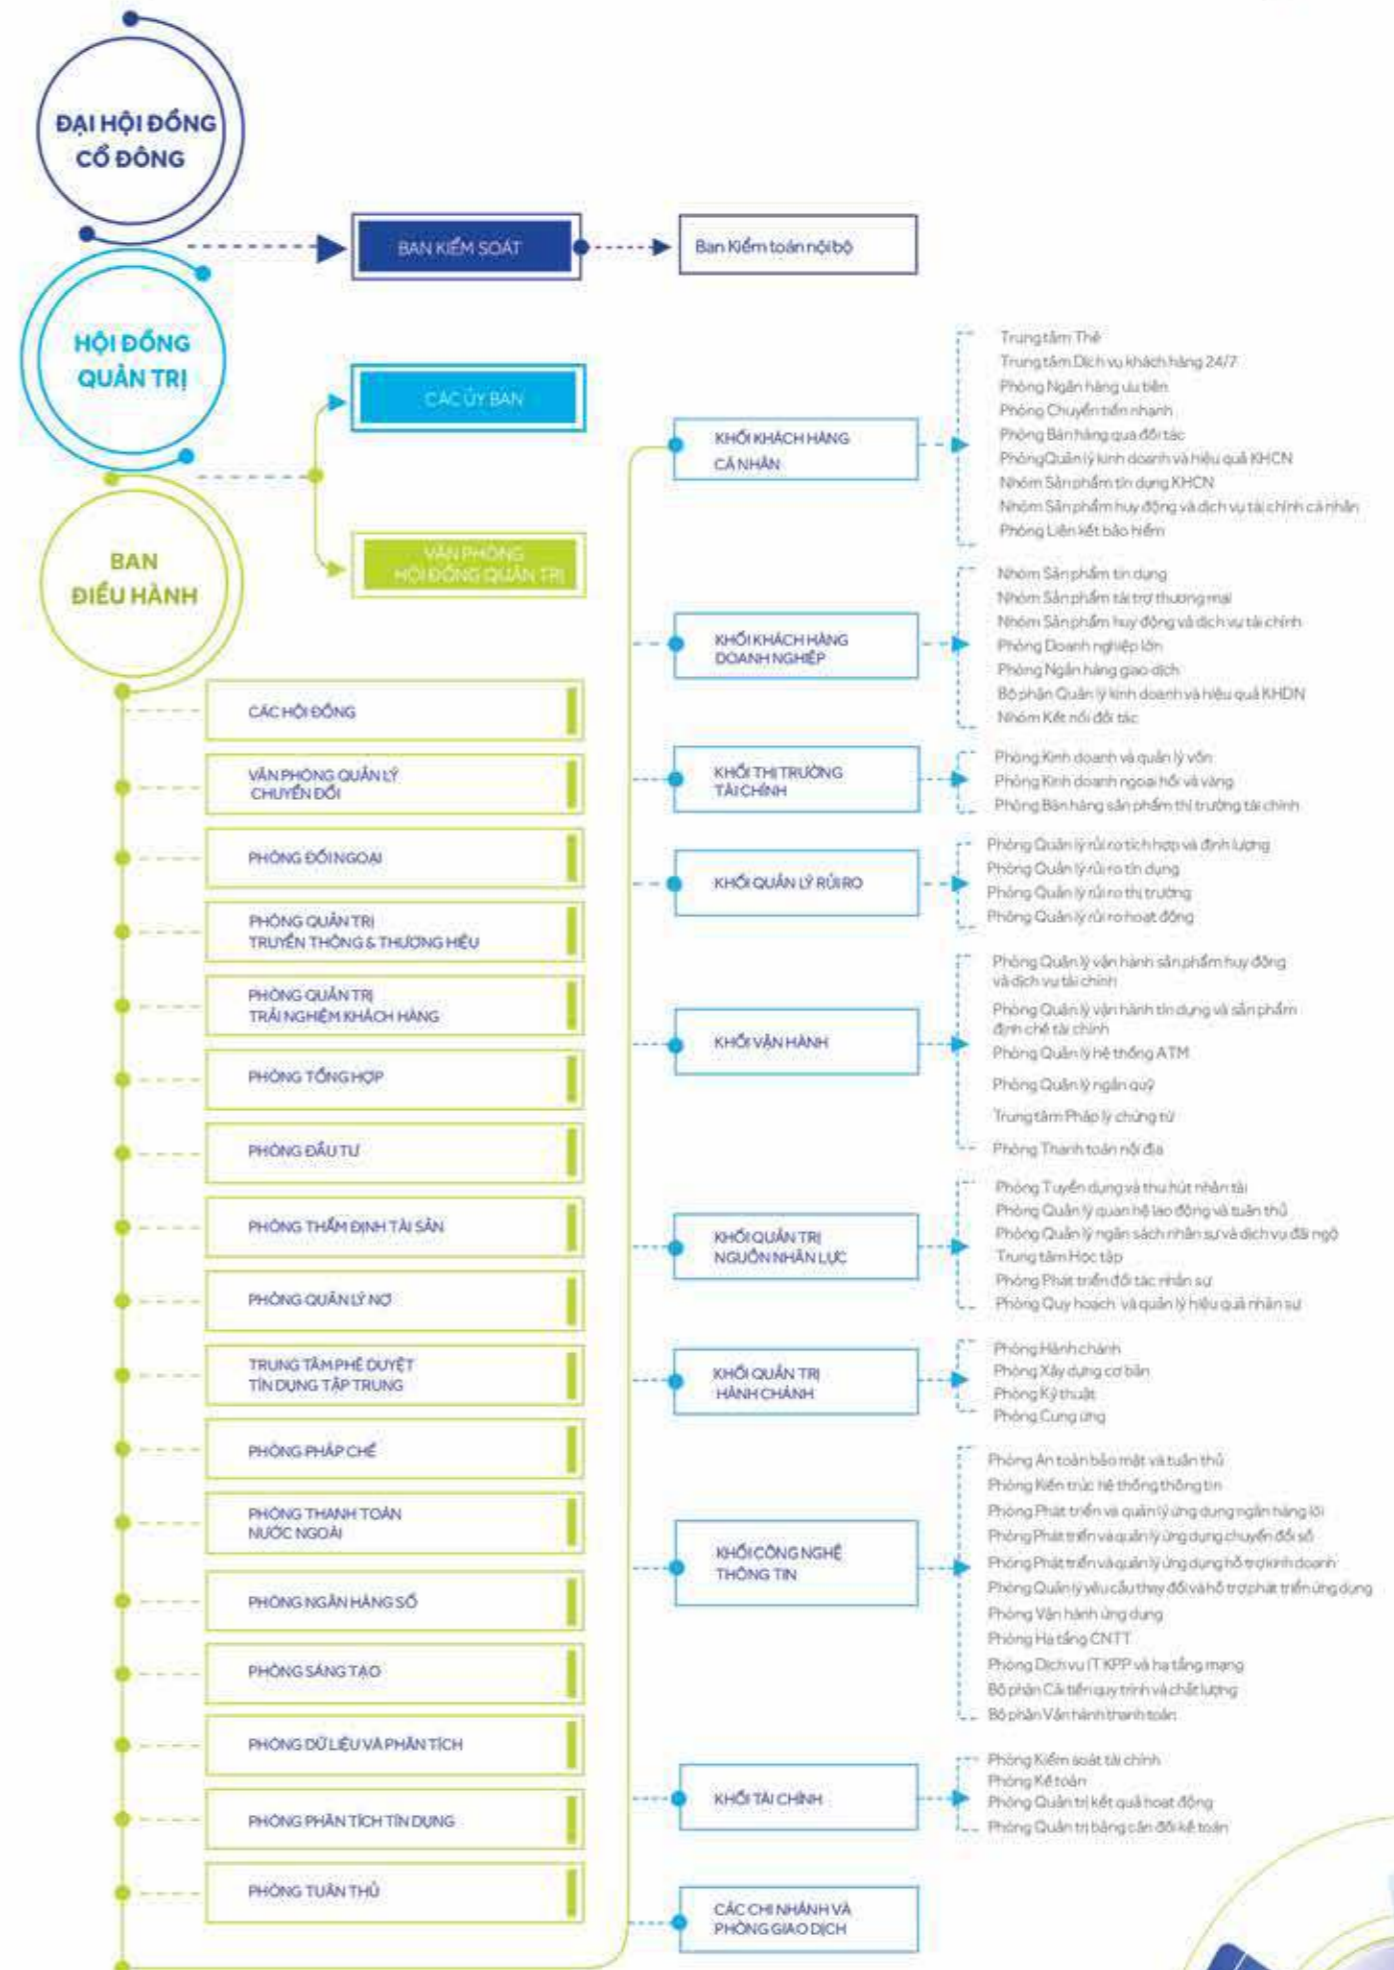 ĐẠI HỘI ĐỒNG
CỔ ĐÔNG
BAN KIỂM SOÁT
Ban Kiểm toán nội bộ
HỘI ĐỒNG
QUẢN TRỊ
CÁC ỦY BAN
VĂN PHÒNG
HỘI ĐỒNG QUẢN TRỊ
BAN
ĐIỀU HÀNH
CÁC HỘI ĐỒNG
VĂN PHÒNG QUẢN LÝ
CHUYỂN ĐỔI
PHÒNG ĐỐI NGOẠI
PHÒNG QUẢN TRỊ
TRUYỀN THÔNG & THƯƠNG HIỆU
PHÒNG QUẢN TRỊ
TRẢI NGHIỆM KHÁCH HÀNG
PHÒNG TỔNG HỢP
PHÒNG ĐẦU TƯ
PHÒNG THẨM ĐỊNH TÀI SẢN
PHÒNG QUẢN LÝ NỢ
TRUNG TÂM PHÊ DUYỆT
TÍN DỤNG TẬP TRUNG
PHÒNG PHÁP CHẾ
PHÒNG THANH TOÁN
NƯỚC NGOÀI
PHÒNG NGÂN HÀNG SỐ
PHÒNG SÁNG TẠO
PHÒNG DỮ LIỆU VÀ PHÂN TÍCH
PHÒNG PHÂN TÍCH TÍN DỤNG
PHÒNG TUÂN THỦ
KHỐI KHÁCH HÀNG
CÁ NHÂN
Trung tâm Thẻ
Trung tâm Dịch vụ khách hàng 24/7
Phòng Ngân hàng ưu tiên
Phòng Chuyển tiền nhanh
Phòng Bán hàng qua đối tác
Phòng Quản lý kinh doanh và hiệu quả KHCN
Nhóm Sản phẩm tín dụng KHCN
Nhóm Sản phẩm huy động và dịch vụ tài chính cá nhân
Phòng Liên kết bảo hiểm
KHỐI KHÁCH HÀNG
DOANH NGHIỆP
Nhóm Sản phẩm tín dụng
Nhóm Sản phẩm tài trợ thương mại
Nhóm Sản phẩm huy động và dịch vụ tài chính
Phòng Doanh nghiệp lớn
Phòng Ngân hàng giao dịch
Bộ phận Quản lý kinh doanh và hiệu quả KHDN
Nhóm Kết nối đối tác
KHỐI THỊ TRƯỜNG
TÀI CHÍNH
Phòng Kinh doanh và quản lý vốn
Phòng Kinh doanh ngoại hối và vàng
Phòng Bán hàng sản phẩm thị trường tài chính
KHỐI QUẢN LÝ RỦI RO
Phòng Quản lý rủi ro tích hợp và định lượng
Phòng Quản lý rủi ro tín dụng
Phòng Quản lý rủi ro thị trường
Phòng Quản lý rủi ro hoạt động
KHỐI VẬN HÀNH
Phòng Quản lý vận hành sản phẩm huy động
và dịch vụ tài chính
Phòng Quản lý vận hành tín dụng và sản phẩm
định chế tài chính
Phòng Quản lý hệ thống ATM
Phòng Quản lý ngân quỹ
Trung tâm Pháp lý chứng từ
Phòng Thanh toán nội địa
KHỐI QUẢN TRỊ
NGUỒN NHÂN LỰC
Phòng Tuyển dụng và thu hút nhân tài
Phòng Quản lý quan hệ lao động và tuân thủ
Phòng Quản lý ngân sách nhân sự và dịch vụ đãi ngộ
Trung tâm Học tập
Phòng Phát triển đối tác nhân sự
Phòng Quy hoạch và quản lý hiệu quả nhân sự
KHỐI QUẢN TRỊ
HÀNH CHÁNH
Phòng Hành chánh
Phòng Xây dựng cơ bản
Phòng Kỹ thuật
Phòng Cung ứng
KHỐI CÔNG NGHỆ
THÔNG TIN
Phòng An toàn bảo mật và tuân thủ
Phòng Kiến trúc hệ thống thông tin
Phòng Phát triển và quản lý ứng dụng ngân hàng lõi
Phòng Phát triển và quản lý ứng dụng chuyển đổi số
Phòng Phát triển và quản lý ứng dụng hỗ trợ kinh doanh
Phòng Quản lý yêu cầu thay đổi và hỗ trợ phát triển ứng dụng
Phòng Vận hành ứng dụng
Phòng Hạ tầng CNTT
Phòng Dịch vụ IT KPP và hạ tầng mạng
Bộ phận Cải tiến quy trình và chất lượng
Bộ phận Vận hành thanh toán
KHỐI TÀI CHÍNH
Phòng Kiểm soát tài chính
Phòng Kế toán
Phòng Quản trị kết quả hoạt động
Phòng Quản trị bảng cân đối kế toán
CÁC CHI NHÁNH VÀ
PHÒNG GIAO DỊCH